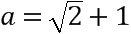 a = √2 + 1